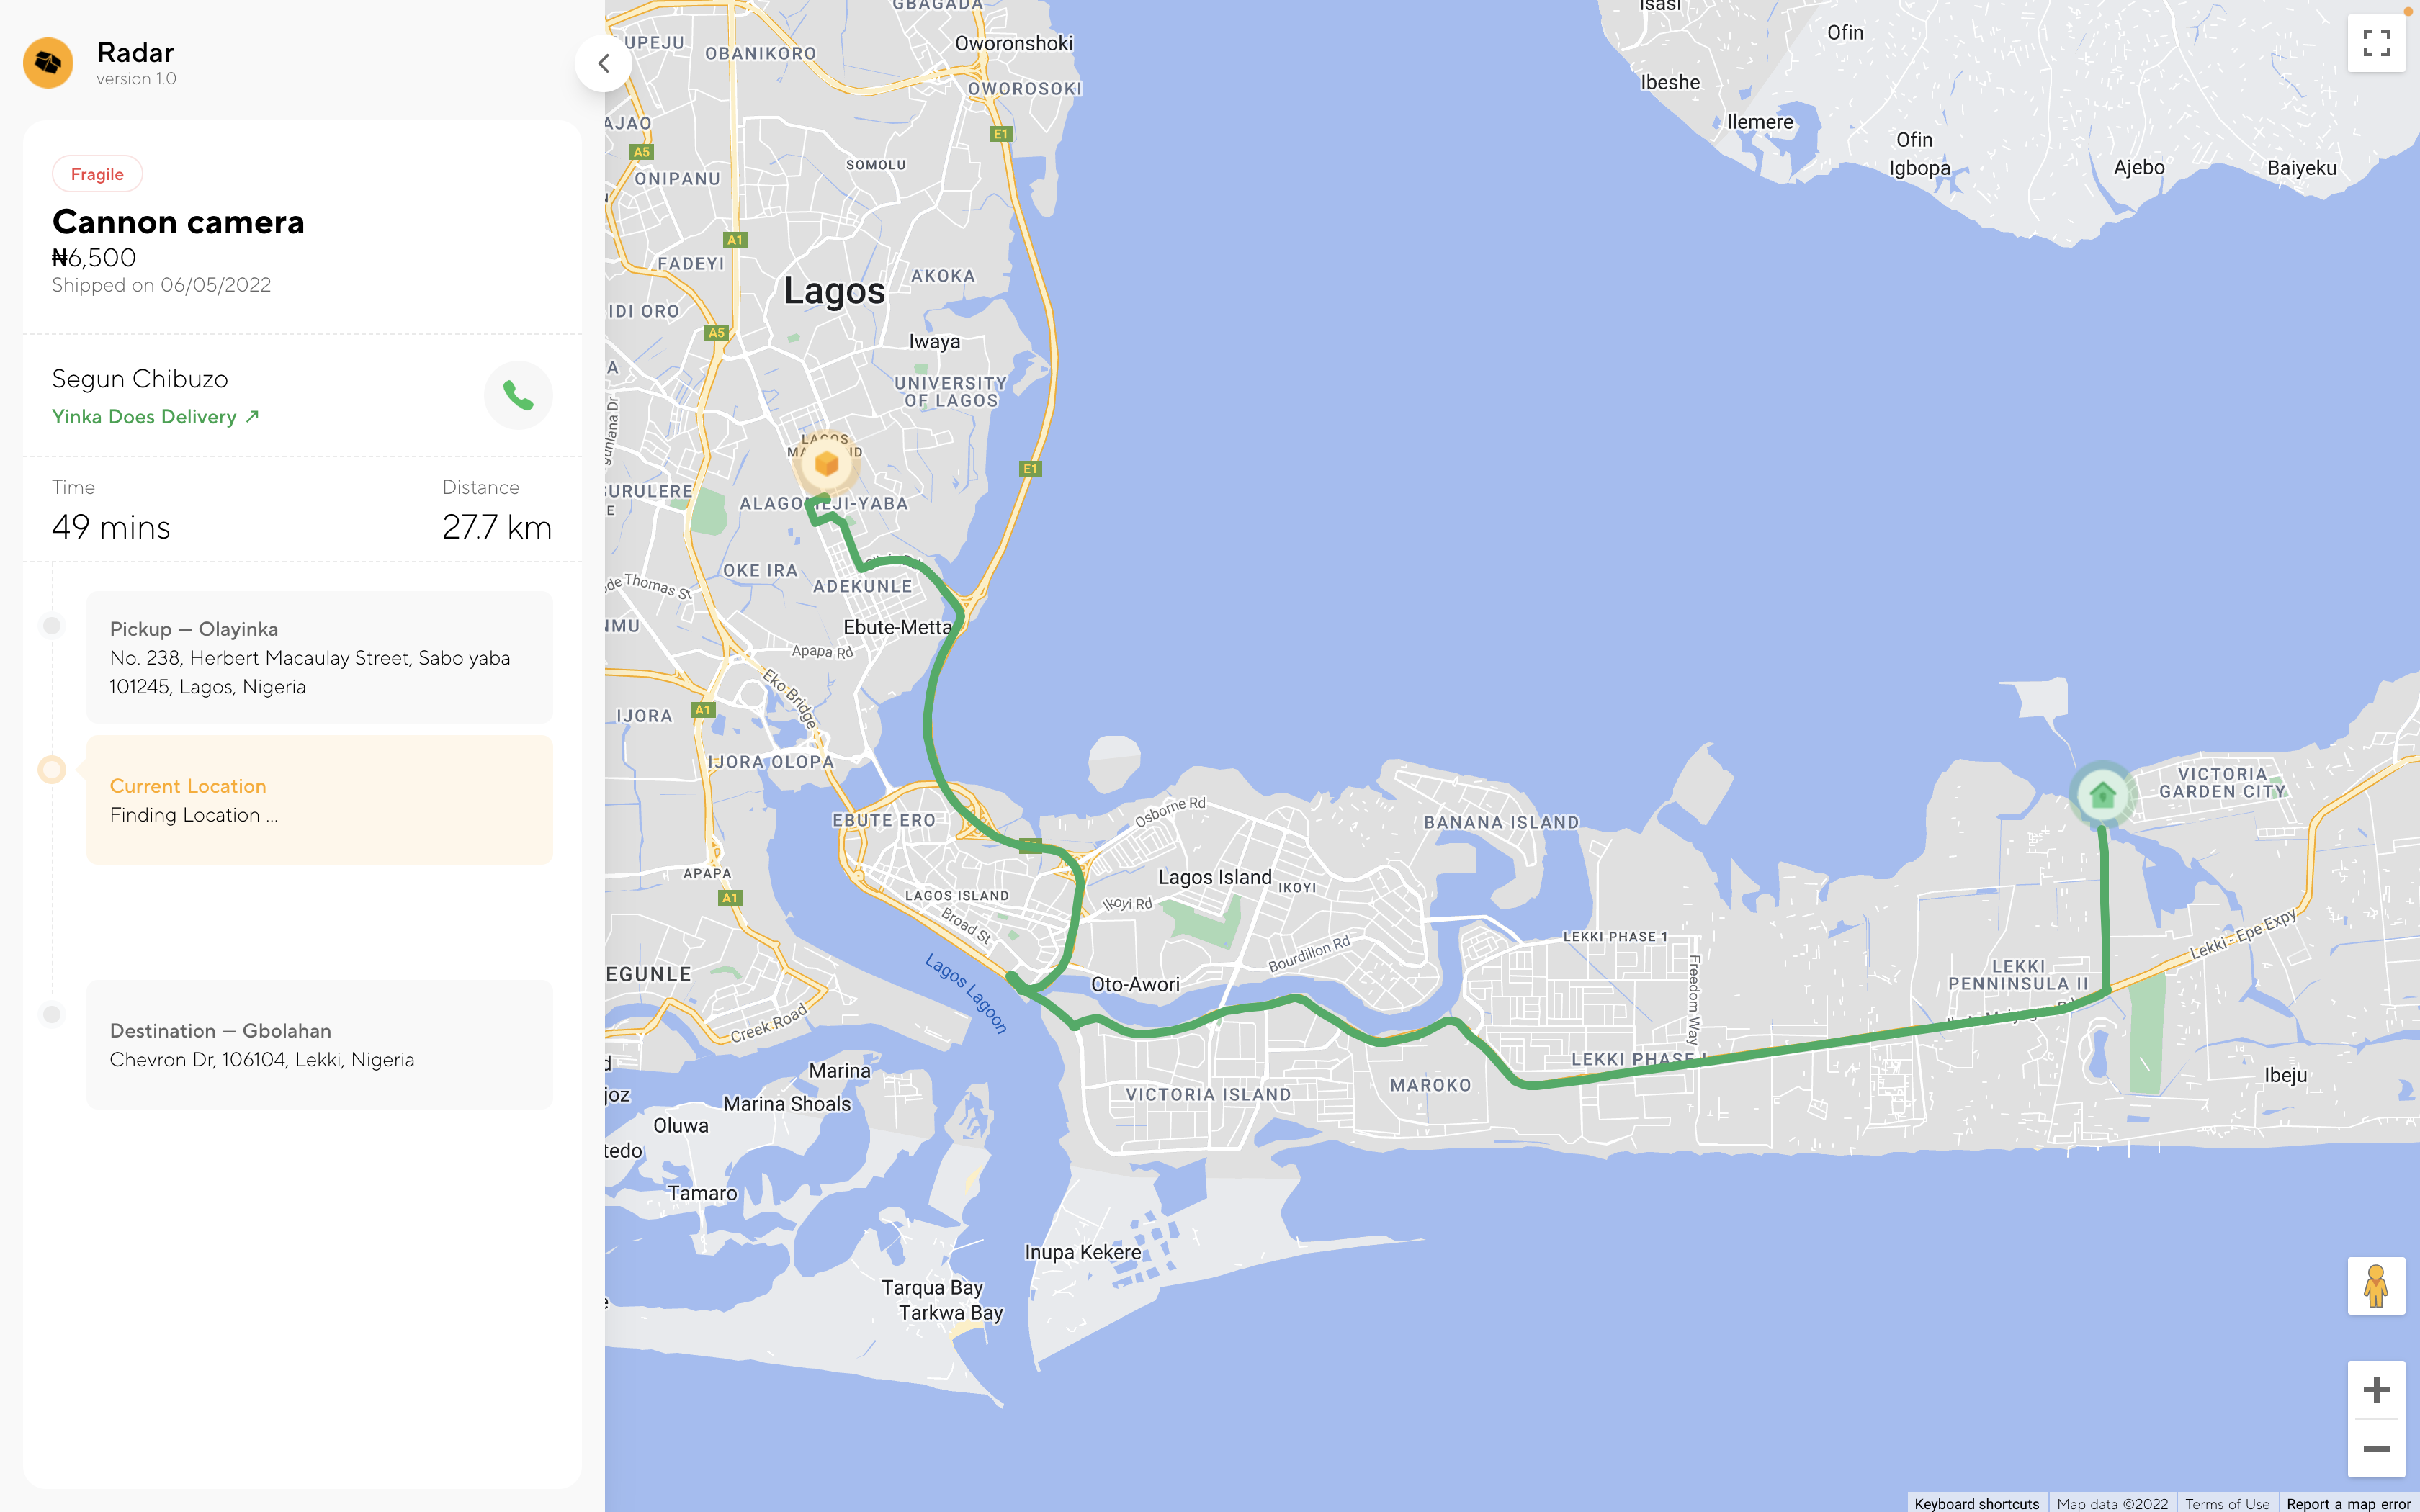 Radar
version 1.0
Fragile
Cannon camera
₦6,500
Shipped on 06/05/2022
Segun Chibuzo
Yinka Does Delivery ↗
Time
49 mins
Distance
27.7 km
Pickup — Olayinka
No. 238, Herbert Macaulay Street, Sabo yaba
101245, Lagos, Nigeria
Current Location
Finding Location ...
Destination — Gbolahan
Chevron Dr, 106104, Lekki, Nigeria
GBAGADA
UPEJU
OBANIKORO
Oworonshoki
OWOROSOKI
AJAO
E1
A5
SOMOLU
ONIPANU
A1
FADEYI
AKOKA
Lagos
IDI ORO
A5
Iwaya
UNIVERSITY
OF LAGOS
LAGOS
E1
URULERE
ALAGOMEJI-YABA
OKE IRA
ADEKUNLE
de Thomas St
NMU
Ebute-Metta
Apapa Rd
Eko Bridge
A1
IJORA
IJORA OLOPA
EBUTE ERO
Osborne Rd
BANANA ISLAND
APAPA
A1
LAGOS ISLAND
Lagos Island
IKOYI
Ikoyi Rd
Broad St
Bourdillon Rd
LEKKI PHASE 1
Freedom Way
EGUNLE
Lagos Lagoon
Oto-Awori
Creek Road
LEKKI PHASE
VICTORIA ISLAND
MAROKO
Marina
Marina Shoals
Oluwa
joz
tedo
Tamaro
Inupa Kekere
Tarqua Bay
Tarkwa Bay
Isasi
Ofin
Ibeshe
Ilemere
Ofin
Igbopa
Ajebo
Baiyeku
VICTORIA
GARDEN CITY
Lekki - Epe Expy
LEKKI
PENNINSULA II
Ibeju
Keyboard shortcuts
Map data ©2022
Terms of Use
Report a map error